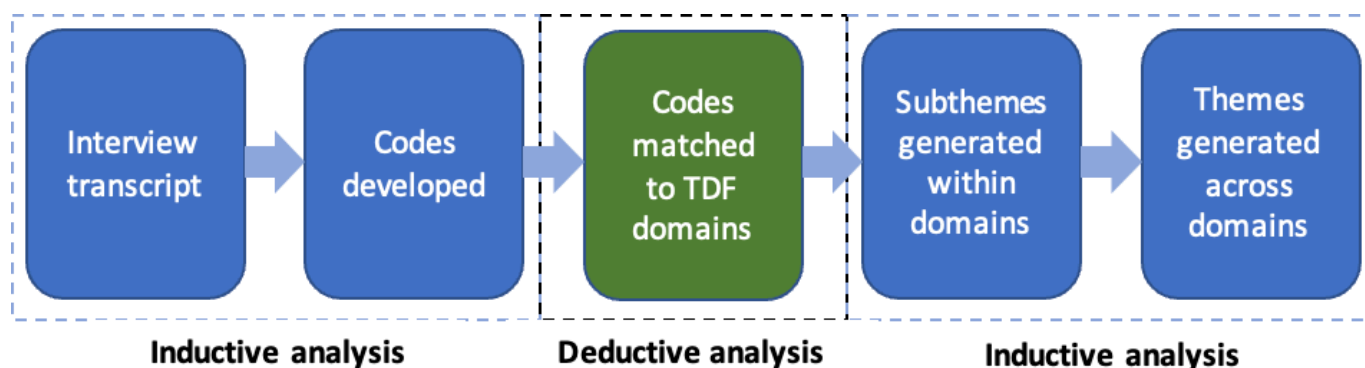 Interview
transcript
Codes
developed
Codes
matched
to TDF
domains
Subthemes
generated
within
domains
Themes
generated
across
domains
Inductive analysis
Deductive analysis
Inductive analysis